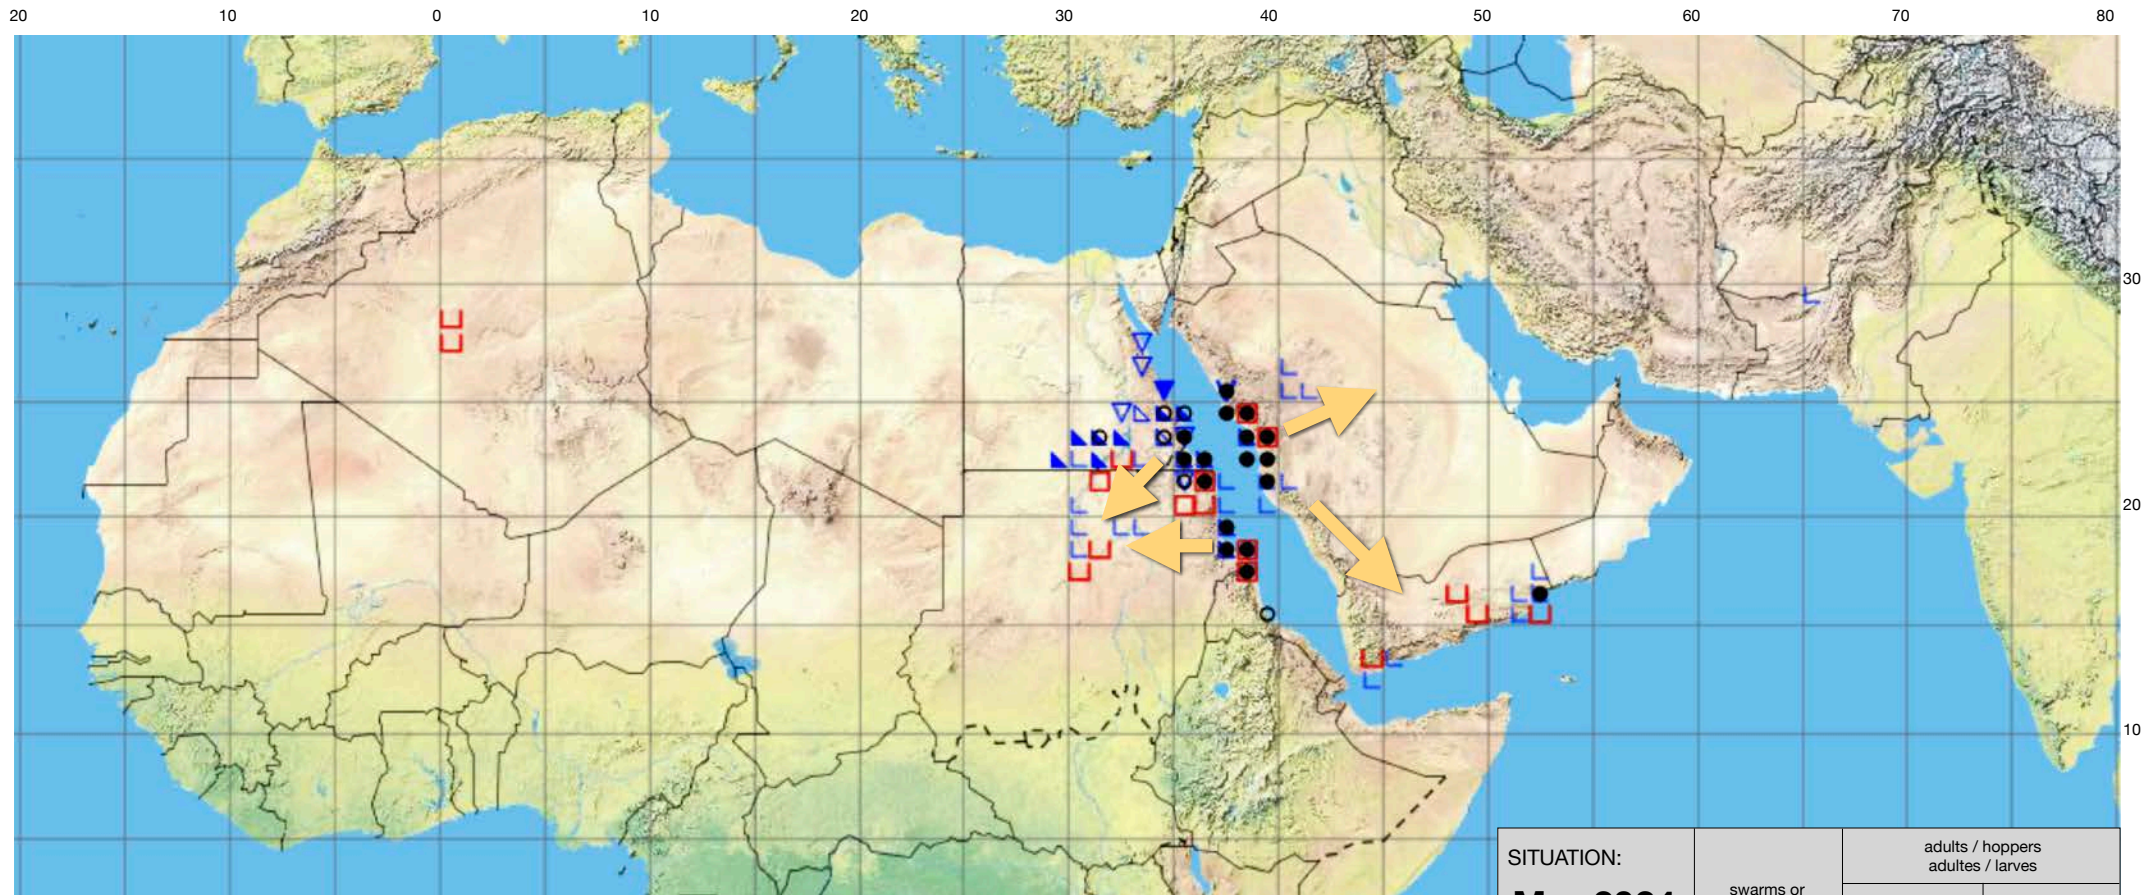 20 10 0 10 20 30 40 50 60 70 80
30
20
10
SITUATION:
adults / hoppers
adultes / larves
swarms or